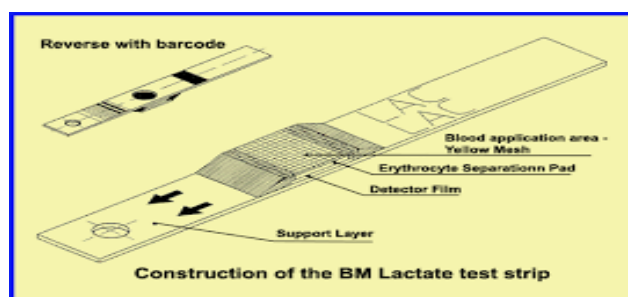 Reverse with barcode
LAC
LAC
Blood application area -
Yellow Mesh
Erythrocyte Separationn Pad
Detector Film
Support Layer
Construction of the BM Lactate test strip